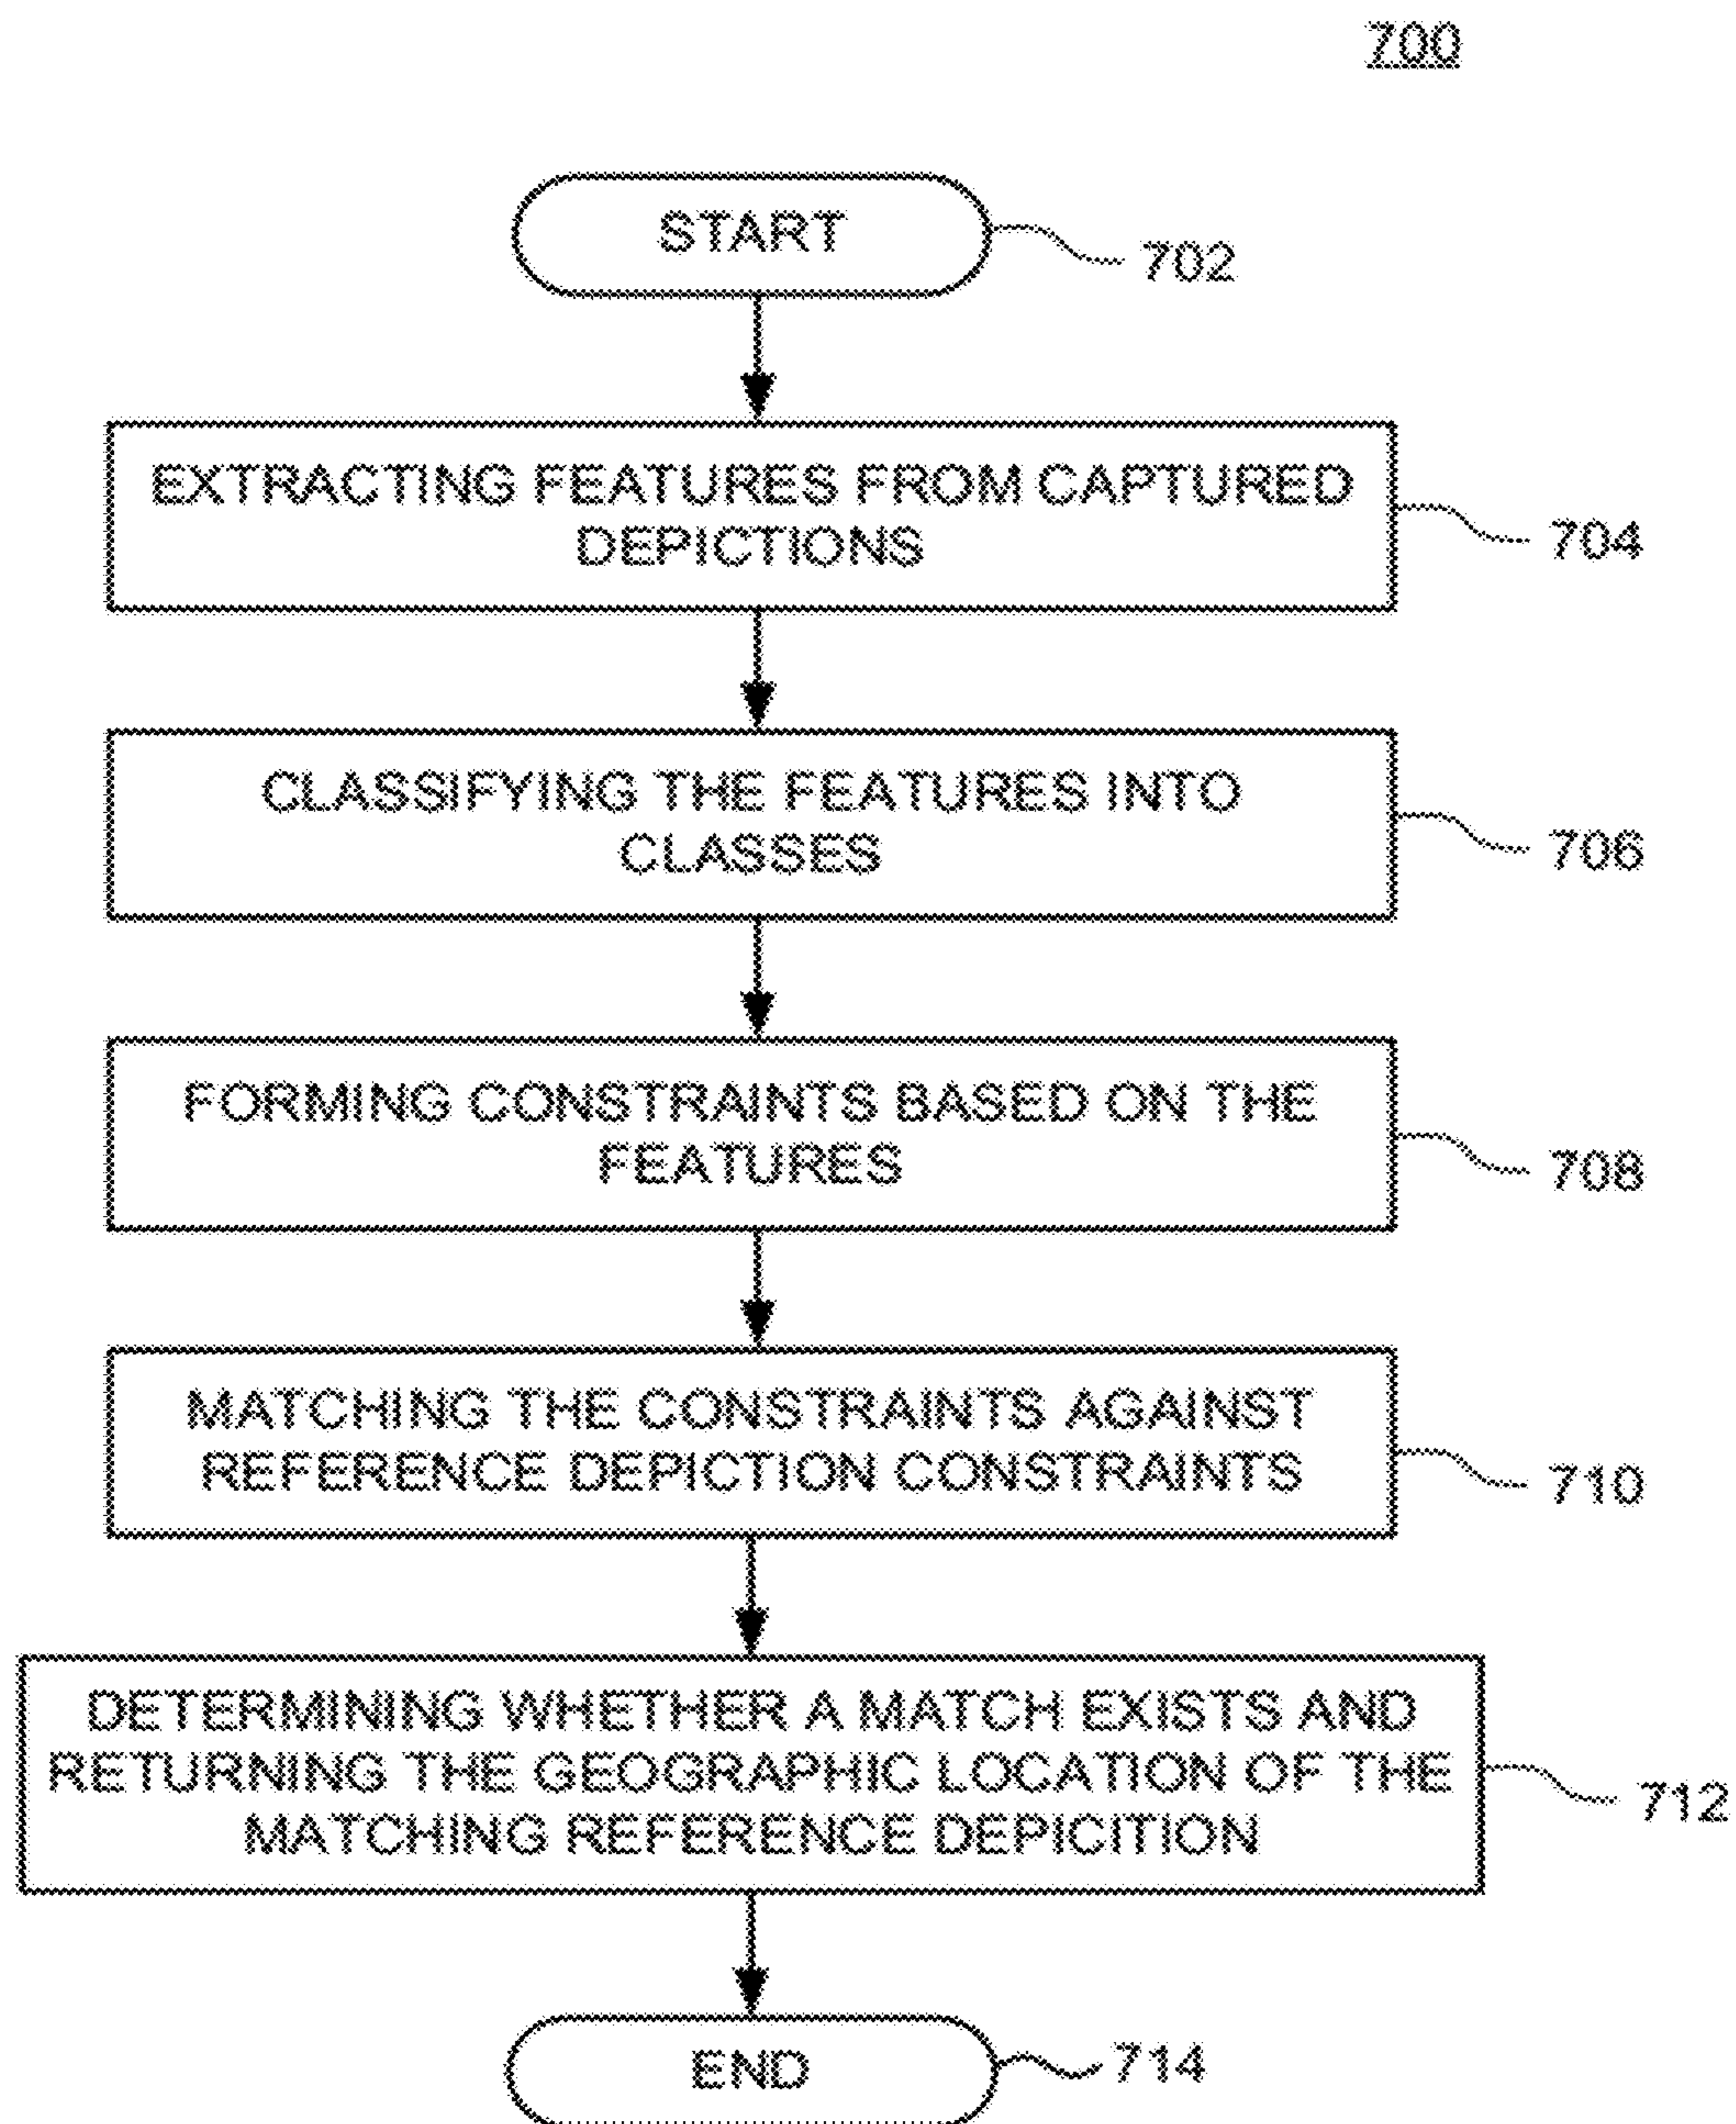 700
START
702
EXTRACTING FEATURES FROM CAPTURED
DEPICTIONS
704
CLASSIFYING THE FEATURES INTO
CLASSES
706
FORMING CONSTRAINTS BASED ON THE
FEATURES
708
MATCHING THE CONSTRAINTS AGAINST
REFERENCE DEPICTION CONSTRAINTS
710
DETERMINING WHETHER A MATCH EXISTS AND
RETURNING THE GEOGRAPHIC LOCATION OF THE
MATCHING REFERENCE DEPICITION
712
END
714